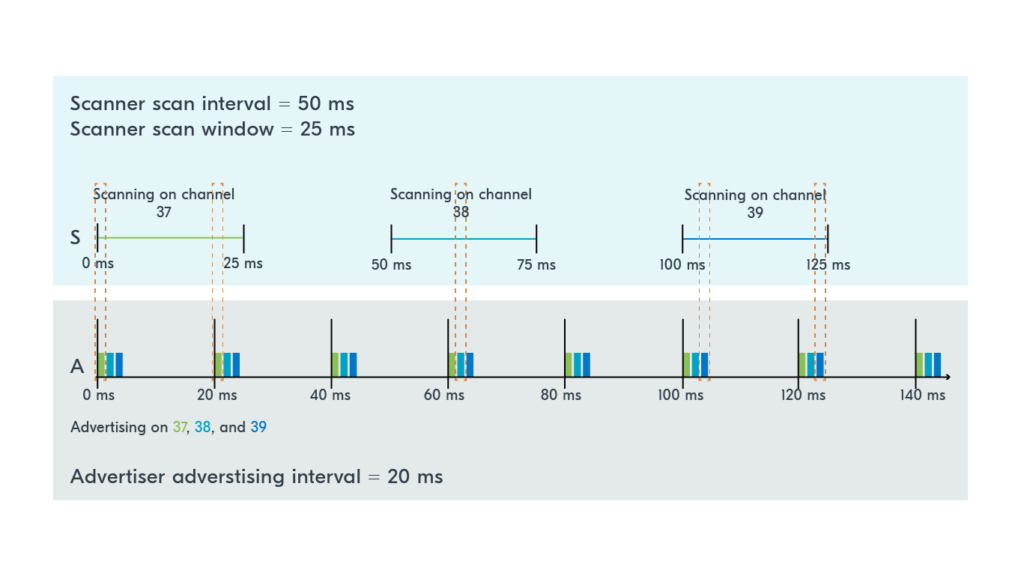 Scanner scan interval = 50 ms
Scanner scan window = 25 ms
Scanning on channel
37
Scanning on channel
38
Scanning on channel
39
S
0 ms
25 ms
50 ms
75 ms
100 ms
125 ms
A
0 ms
20 ms
40 ms
60 ms
80 ms
100 ms
120 ms
140 ms
Advertising on 37, 38, and 39
Advertiser adverstising interval = 20 ms